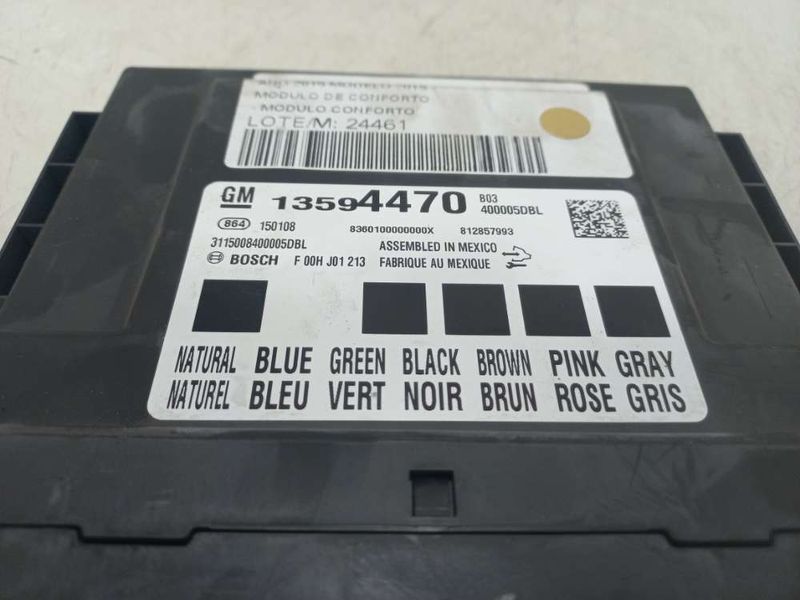 MODULO DE CONFORTO
MODULO CONFORTO
LOTE/M: 24461
GM 13594470 B03
400005DBL
864 150108 8360100000000X 812857993
3115008400005DBL ASSEMBLED IN MEXICO
BOSCH F 00H J01 213 FABRIQUE AU MEXIQUE
NATURAL BLUE GREEN BLACK BROWN PINK GRAY
NATUREL BLEU VERT NOIR BRUN ROSE GRIS